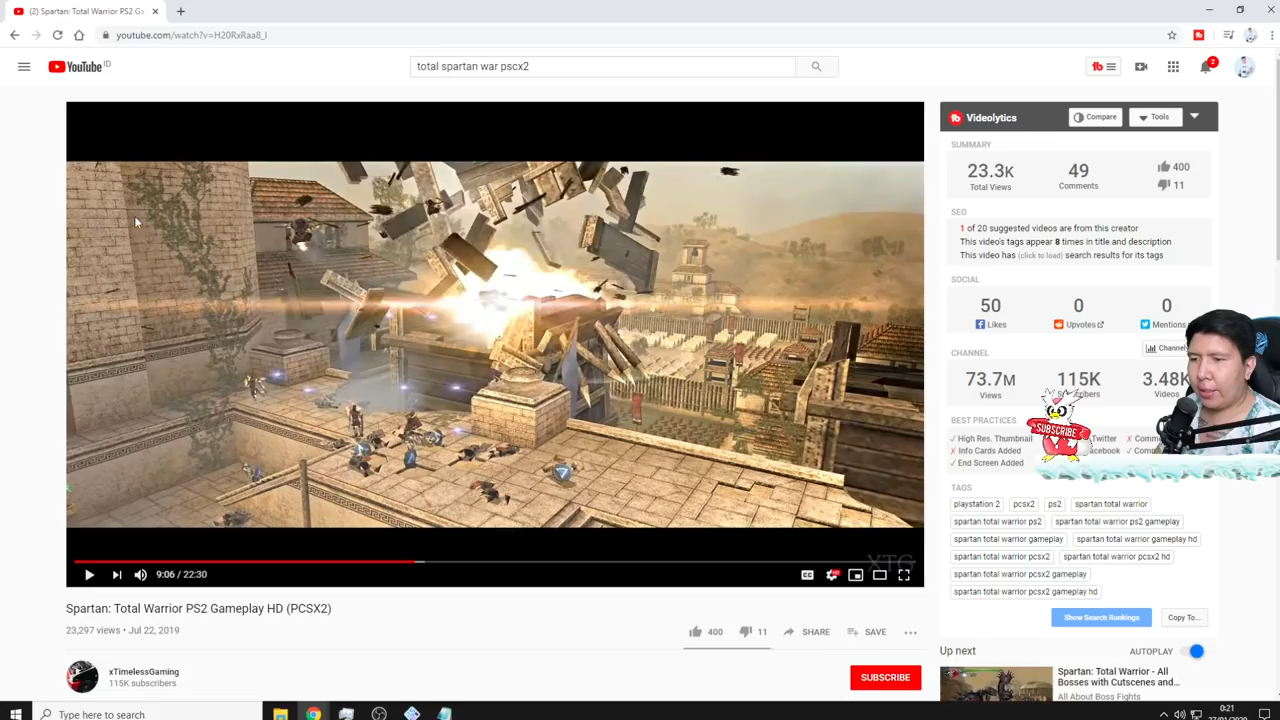 (2) Spartan: Total Warrior PS2 Ga
youtube.com/watch?v=H20RxRaa8_I
YouTube ID
total spartan war pscx2
2
Videolytics
Compare
Tools
SUMMARY
23.3K
Total Views
49
Comments
400
11
SEO
1 of 20 suggested videos are from this creator
This video's tags appear 8 times in title and description
This video has (click to load) search results for its tags
SOCIAL
50
Likes
0
Upvotes
0
Mentions
CHANNEL
Channel
73.7M
Views
115K
3.48K
Videos
BEST PRACTICES
High Res. Thumbnail
Info Cards Added
End Screen Added
SUBSCRIBE
TAGS
playstation 2
pcsx2
ps2
spartan total warrior
spartan total warrior ps2
spartan total warrior ps2 gameplay
spartan total warrior gameplay
spartan total warrior gameplay hd
spartan total warrior pcsx2
spartan total warrior pcsx2 hd
spartan total warrior pcsx2 gameplay
spartan total warrior pcsx2 gameplay hd
Show Search Rankings
Copy To...
XTG
9:06 / 22:30
CC
HD
Spartan: Total Warrior PS2 Gameplay HD (PCSX2)
23,297 views • Jul 22, 2019
400
11
SHARE
SAVE
xTimelessGaming
115K subscribers
SUBSCRIBE
Up next
AUTOPLAY
Spartan: Total Warrior - All
Bosses with Cutscenes and...
All About Boss Fights
Type here to search
0:21